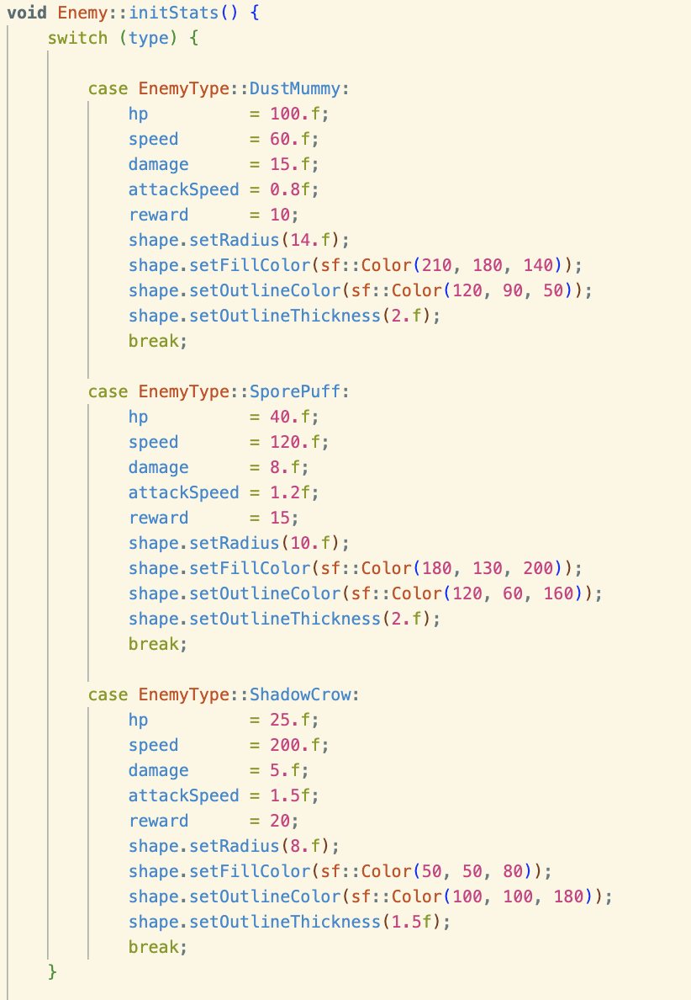 void Enemy::initStats() {
    switch (type) {

        case EnemyType::DustMummy:
            hp          = 100.f;
            speed       = 60.f;
            damage      = 15.f;
            attackSpeed = 0.8f;
            reward      = 10;
            shape.setRadius(14.f);
            shape.setFillColor(sf::Color(210, 180, 140));
            shape.setOutlineColor(sf::Color(120, 90, 50));
            shape.setOutlineThickness(2.f);
            break;

        case EnemyType::SporePuff:
            hp          = 40.f;
            speed       = 120.f;
            damage      = 8.f;
            attackSpeed = 1.2f;
            reward      = 15;
            shape.setRadius(10.f);
            shape.setFillColor(sf::Color(180, 130, 200));
            shape.setOutlineColor(sf::Color(120, 60, 160));
            shape.setOutlineThickness(2.f);
            break;

        case EnemyType::ShadowCrow:
            hp          = 25.f;
            speed       = 200.f;
            damage      = 5.f;
            attackSpeed = 1.5f;
            reward      = 20;
            shape.setRadius(8.f);
            shape.setFillColor(sf::Color(50, 50, 80));
            shape.setOutlineColor(sf::Color(100, 100, 180));
            shape.setOutlineThickness(1.5f);
            break;
    }